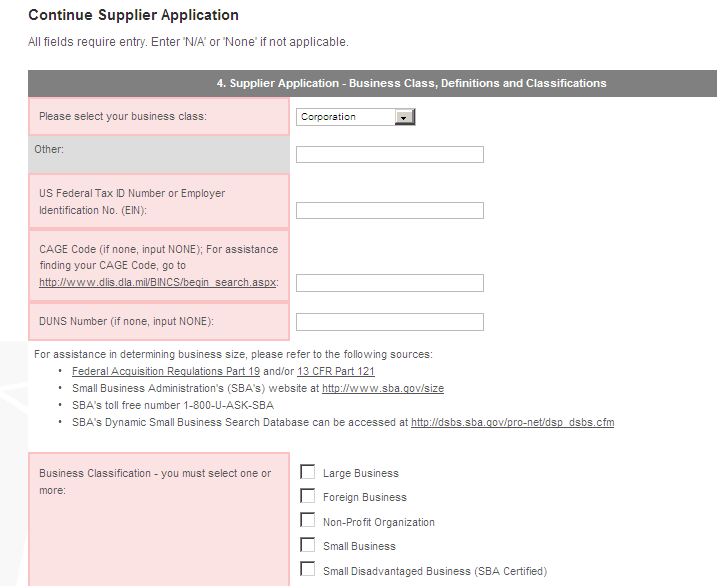 Continue Supplier Application
All fields require entry. Enter 'N/A' or 'None' if not applicable.
4. Supplier Application - Business Class, Definitions and Classifications
Please select your business class:
Corporation
Other:
US Federal Tax ID Number or Employer
Identification No. (EIN):
CAGE Code (if none, input NONE); For assistance
finding your CAGE Code, go to
http://www.dlis.dla.mil/BINCS/begin_search.aspx:
DUNS Number (if none, input NONE):
For assistance in determining business size, please refer to the following sources:
• Federal Acquisition Regulations Part 19 and/or 13 CFR Part 121
• Small Business Administration's (SBA's) website at http://www.sba.gov/size
• SBA's toll free number 1-800-U-ASK-SBA
• SBA's Dynamic Small Business Search Database can be accessed at http://dsbs.sba.gov/pro-net/dsp_dsbs.cfm
Business Classification - you must select one or
more:
Large Business
Foreign Business
Non-Profit Organization
Small Business
Small Disadvantaged Business (SBA Certified)